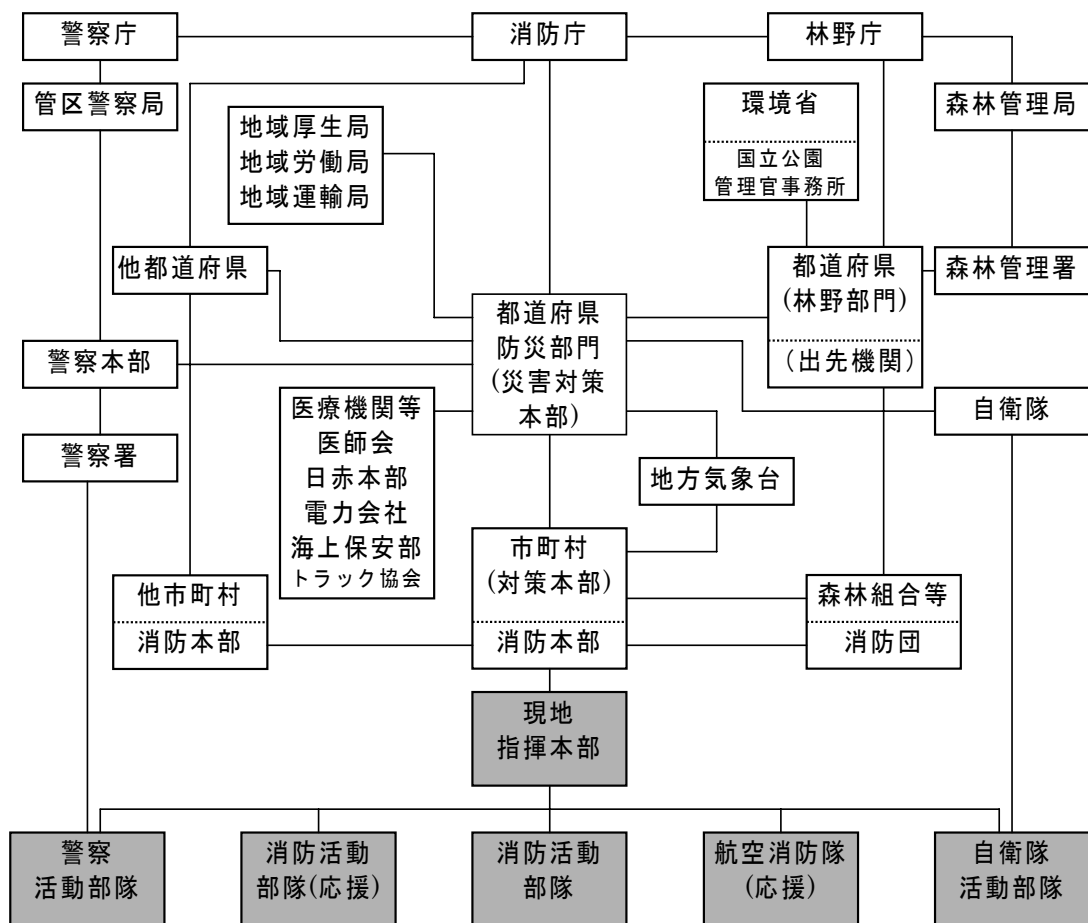 警察庁
消防庁
林野庁
管区警察局
地域厚生局
地域労働局
地域運輸局
環境省
国立公園
管理官事務所
森林管理局
他都道府県
都道府県
(林野部門)
(出先機関)
森林管理署
都道府県
防災部門
(災害対策
本部)
警察本部
医療機関等
医師会
日赤本部
電力会社
海上保安部
トラック協会
自衛隊
警察署
地方気象台
市町村
(対策本部)
消防本部
他市町村
消防本部
森林組合等
消防団
現地
指揮本部
警察
活動部隊
消防活動
部隊(応援)
消防活動
部隊
航空消防隊
(応援)
自衛隊
活動部隊